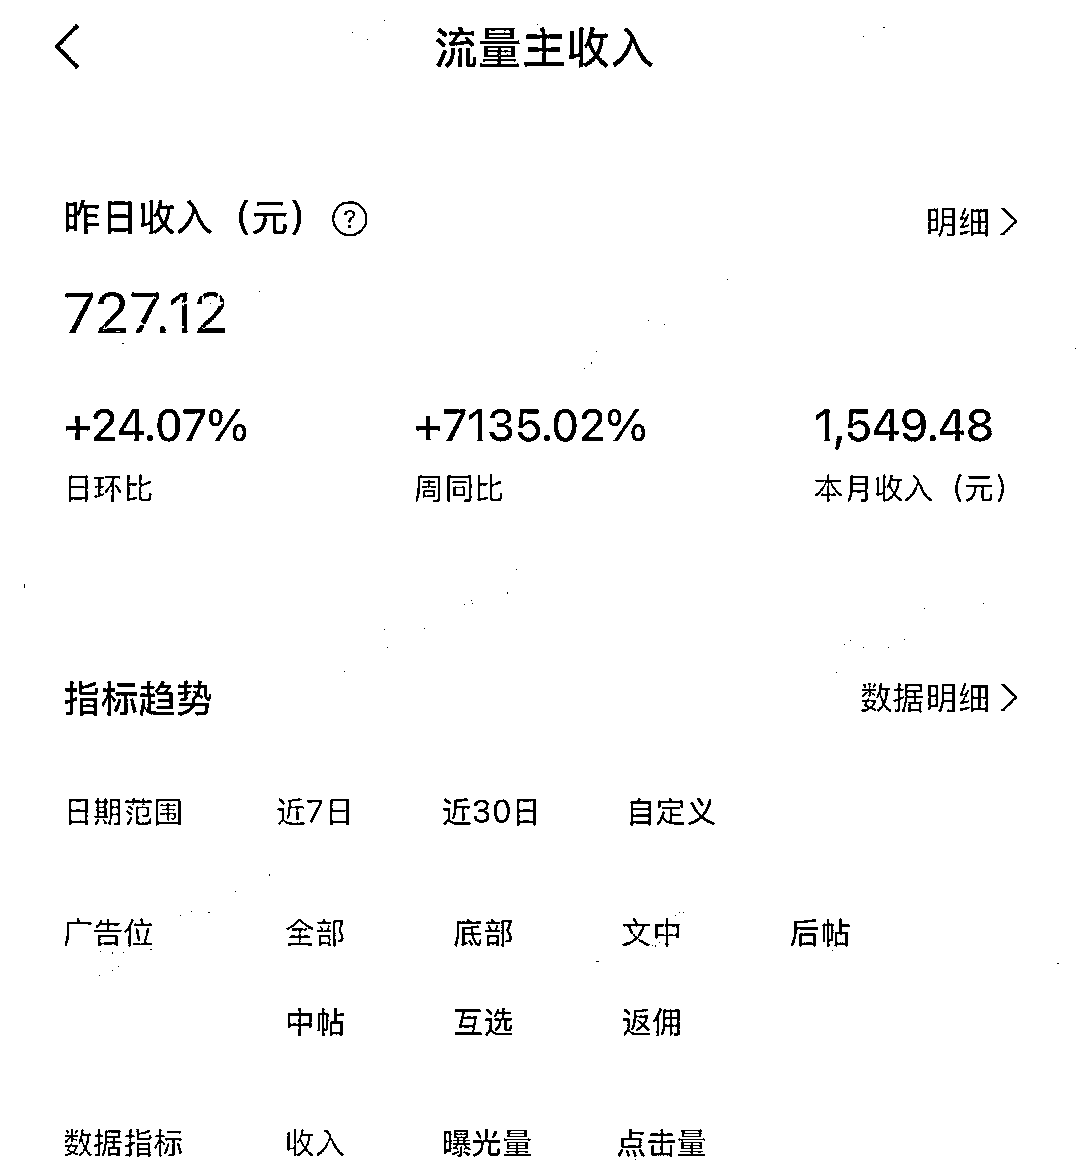 流量主收入
昨日收入（元） ?
明细
727.12
+24.07% +7135.02% 1,549.48
日环比 周同比 本月收入（元）
指标趋势 数据明细
日期范围 近7日 近30日 自定义
广告位 全部 底部 文中 后帖
中帖 互选 返佣
数据指标 收入 曝光量 点击量